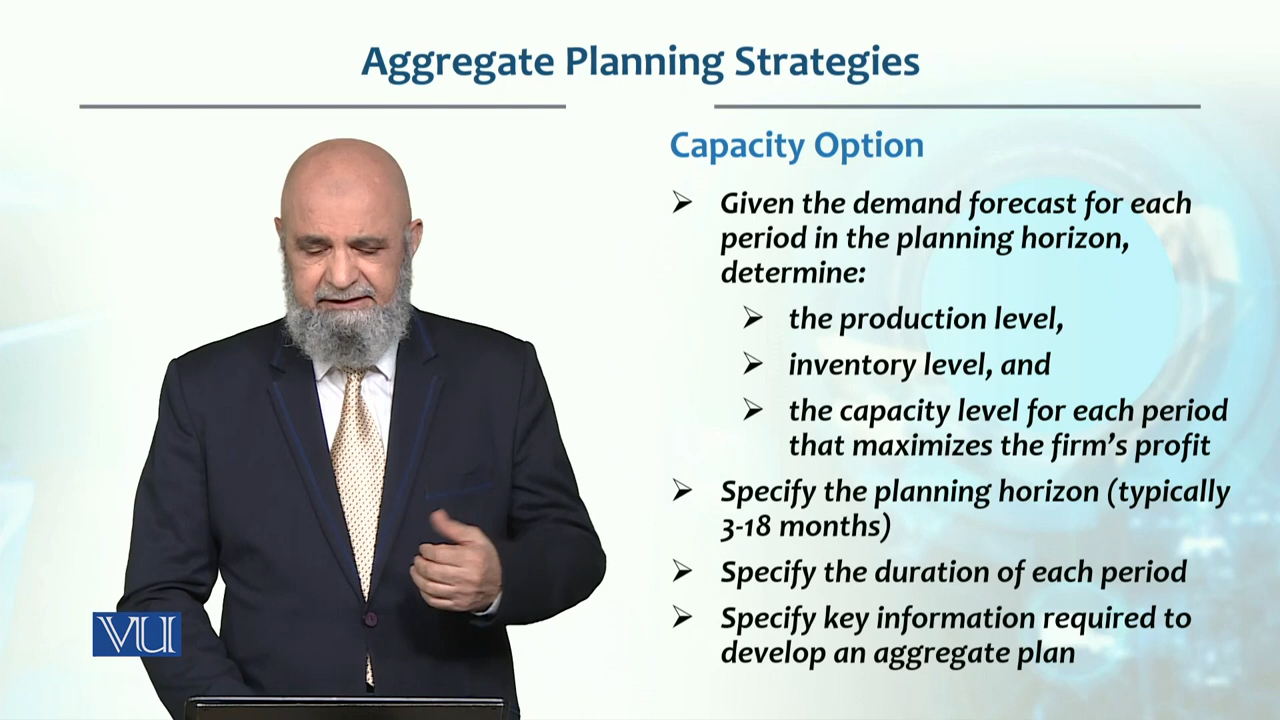 Aggregate Planning Strategies
Capacity Option
➢ Given the demand forecast for each
period in the planning horizon,
determine:
➢ the production level,
➢ inventory level, and
➢ the capacity level for each period
that maximizes the firm's profit
➢ Specify the planning horizon (typically
3-18 months)
➢ Specify the duration of each period
➢ Specify key information required to
develop an aggregate plan
VU